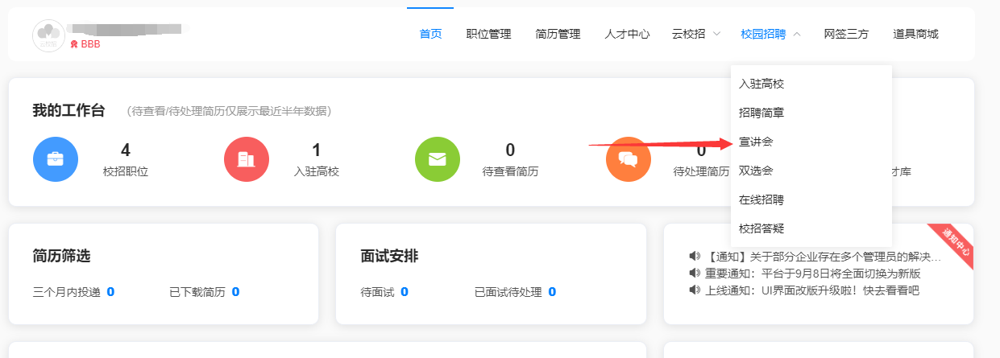 云校招
BBB
首页 职位管理 简历管理 人才中心 云校招 校园招聘 网签三方 道具商城
入驻高校
招聘简章
宣讲会
双选会
在线招聘
校招答疑
我的工作台 (待查看/待处理简历仅展示最近半年数据)
4 1 0 0
校招职位 入驻高校 待查看简历 待处理简历 才库
简历筛选
三个月内投递 0 已下载简历 0
面试安排
待面试 0 已面试待处理 0
通知中心
【通知】关于部分企业存在多个管理员的解决...
重要通知：平台于9月8日将全面切换为新版
上线通知：UI界面改版升级啦！快去看看吧